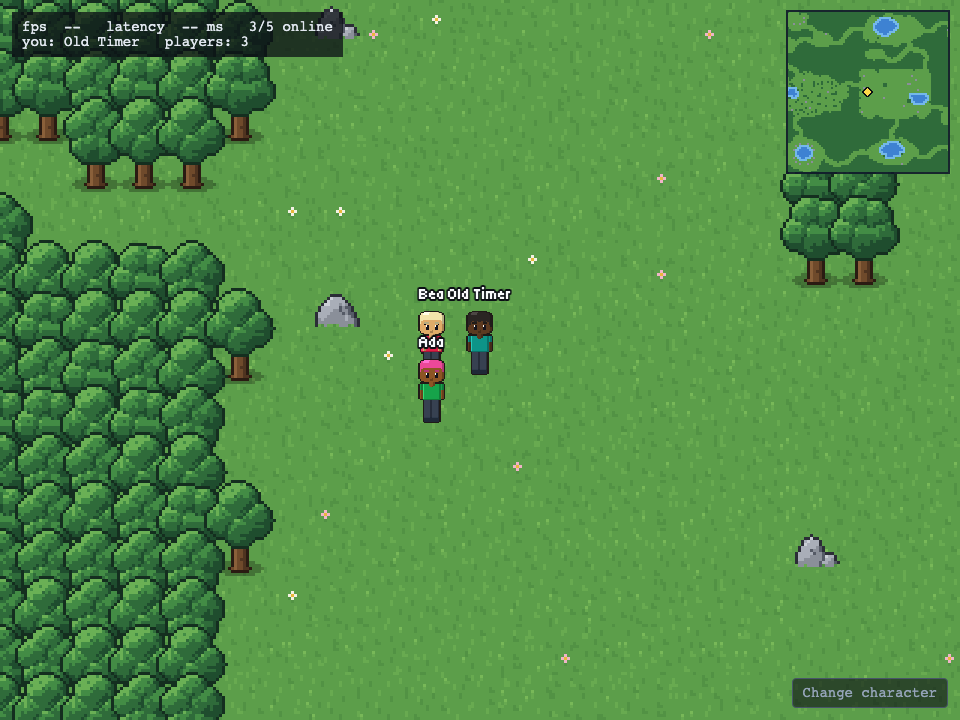 fps -- latency -- ms 3/5 online
you: Old Timer players: 3
Bea Old Timer
Ada
Change character